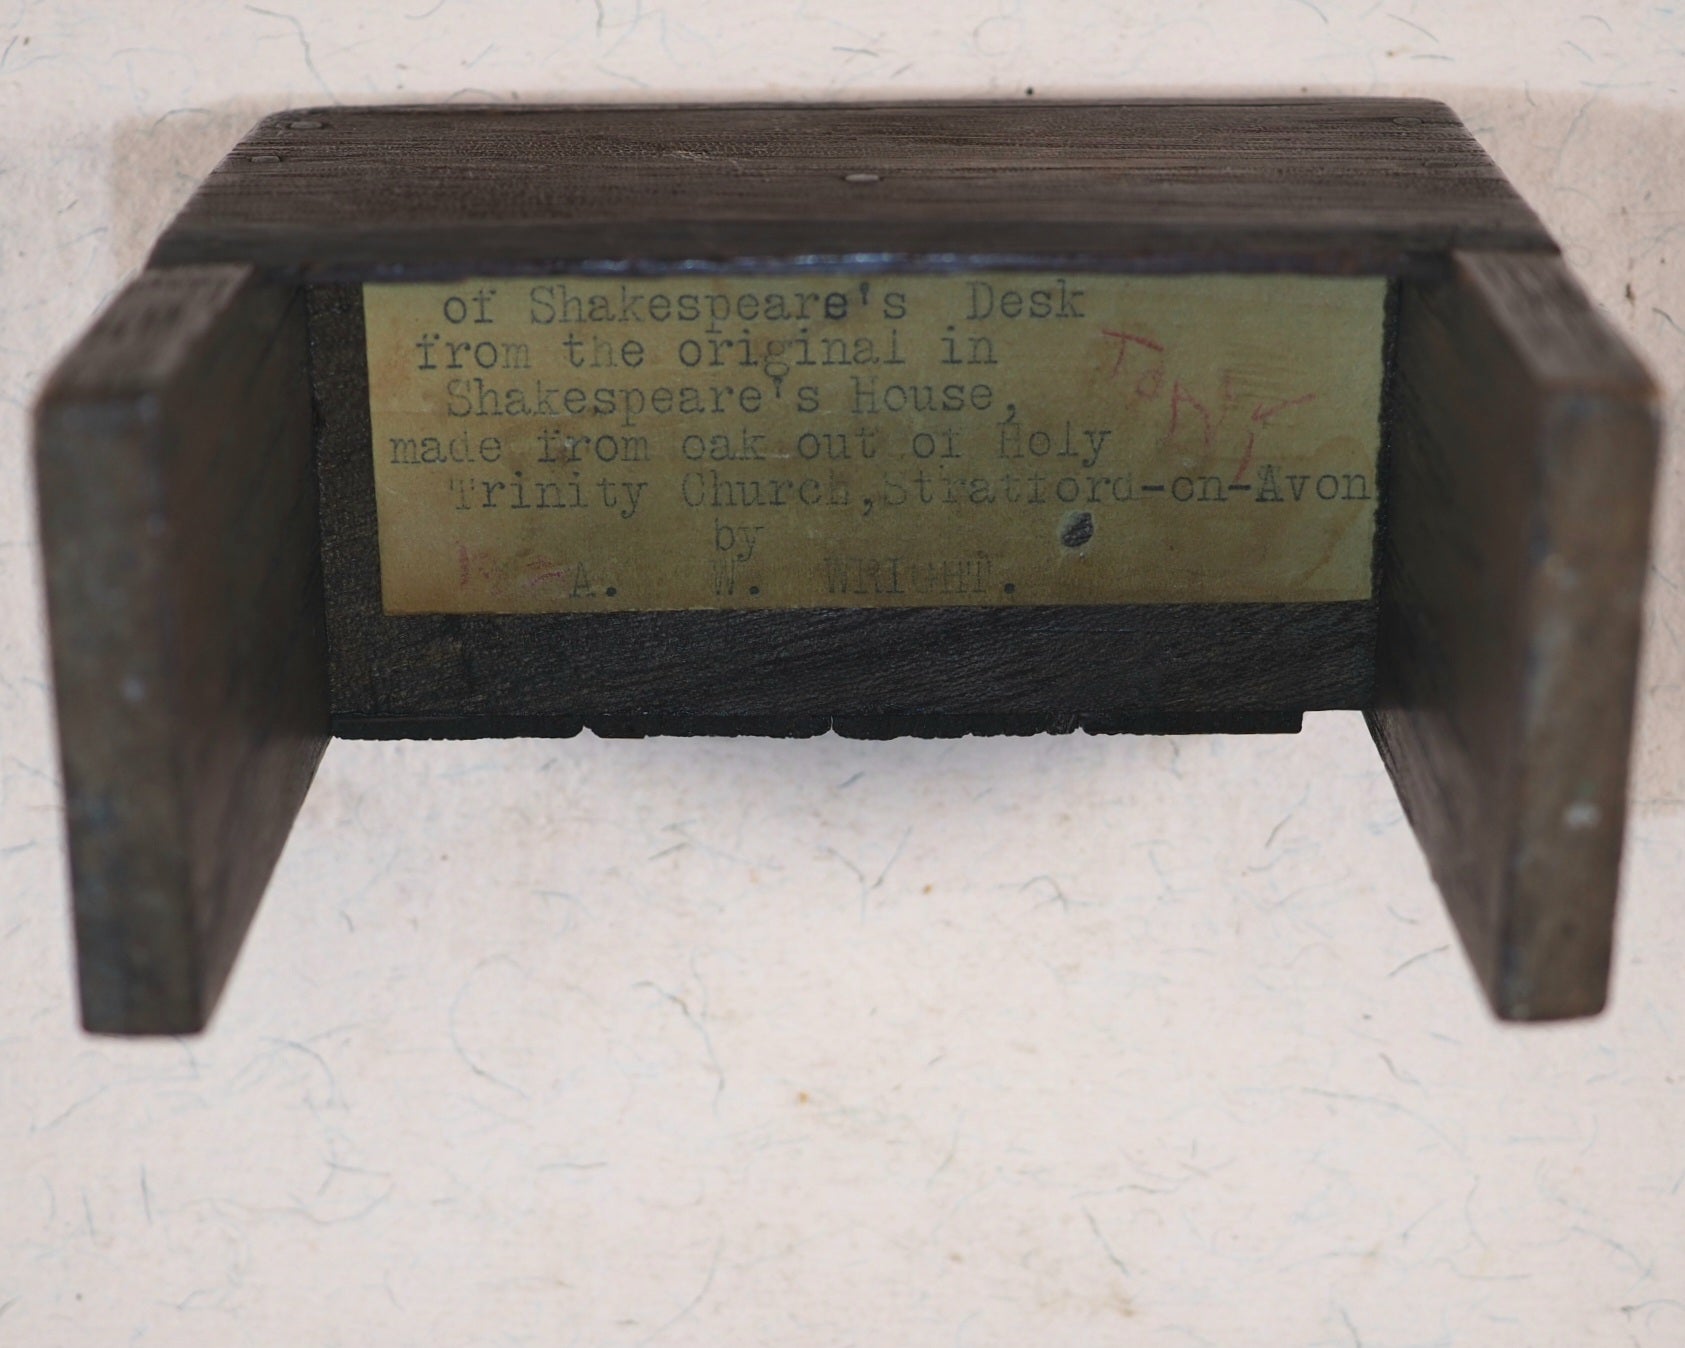 of Shakespeare's Desk
from the original in
Shakespeare's House,
made from oak out of Holy
Trinity Church,Stratford-on-Avon
by
A. W. WRIGHT.